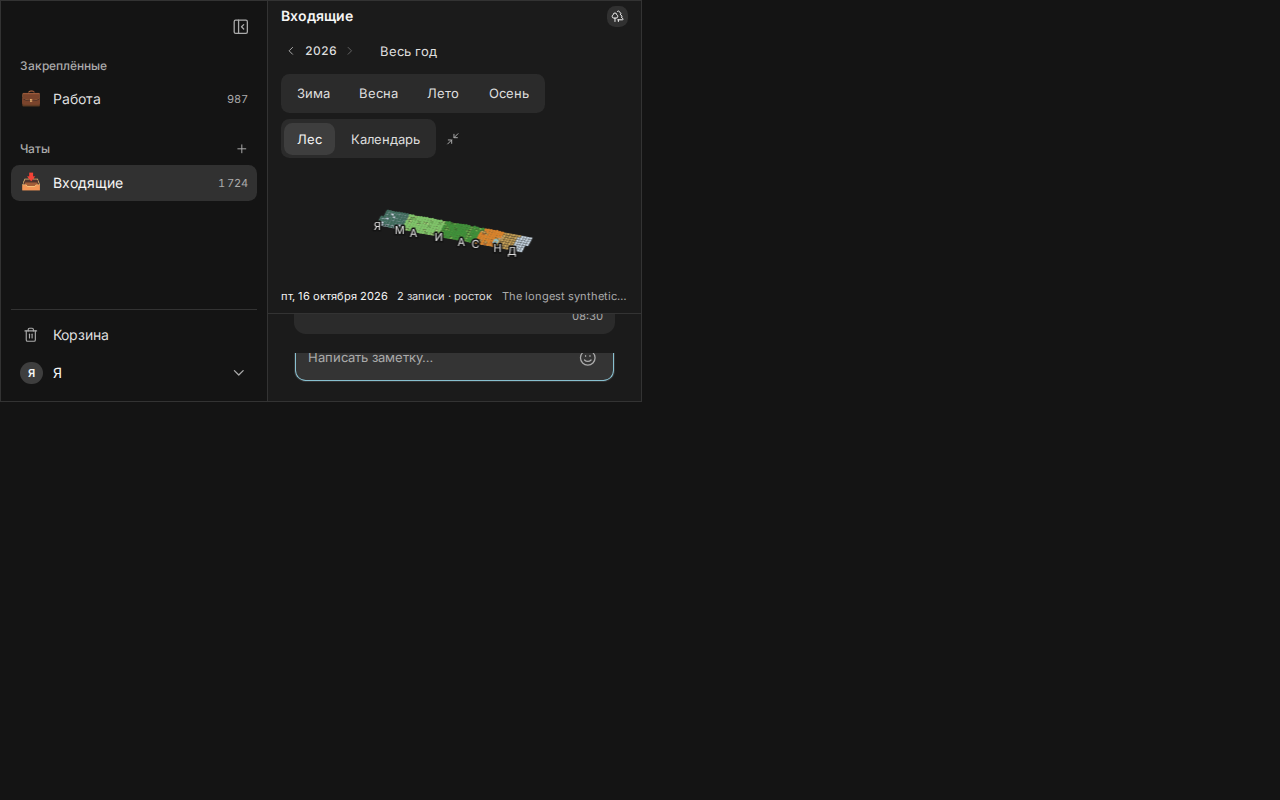 Закреплённые
Работа 987
Чаты
Входящие 1 724
Корзина
Я Я
Входящие
2026 Весь год
Зима Весна Лето Осень
Лес Календарь
Я М А И А С Н Д
пт, 16 октября 2026 2 записи · росток The longest synthetic...
08:30
Написать заметку...